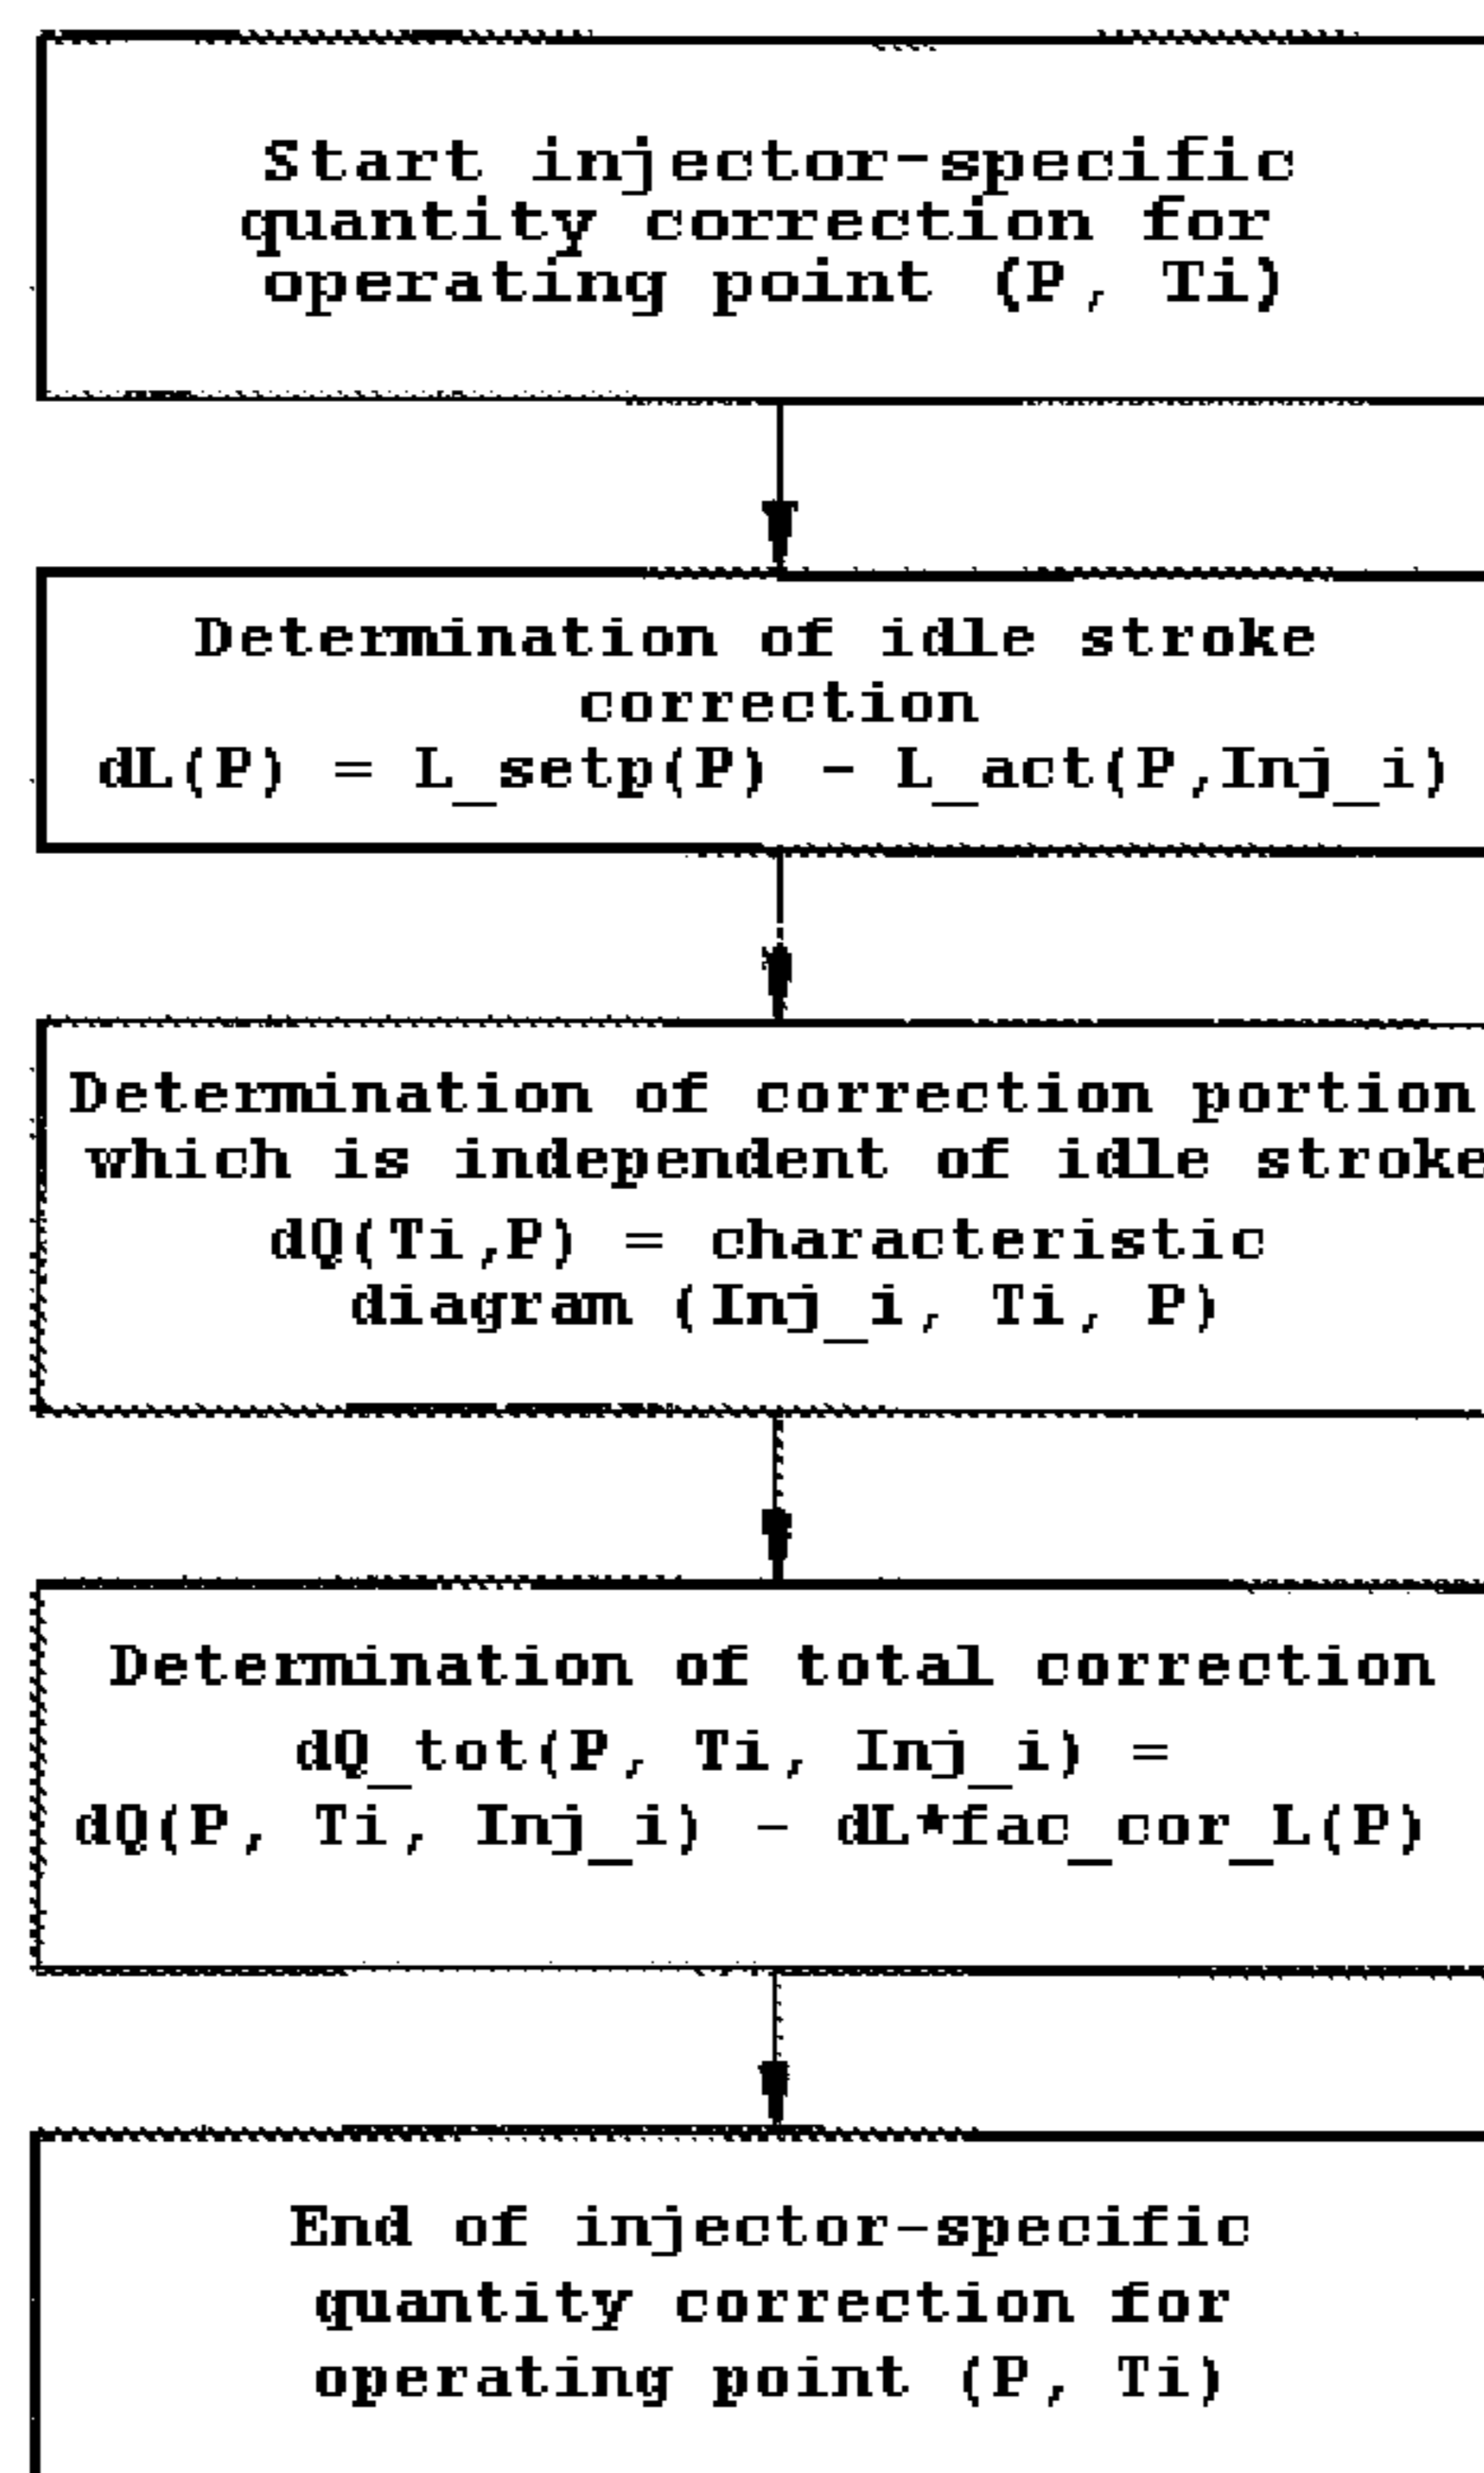 Start injector-specific
quantity correction for
operating point (P, Ti)
Determination of idle stroke
correction
dL(P) = L_setp(P) - L_act(P,Inj_i)
Determination of correction portion
which is independent of idle stroke
dQ(Ti,P) = characteristic
diagram (Inj_i, Ti, P)
Determination of total correction
dQ_tot(P, Ti, Inj_i) =
dQ(P, Ti, Inj_i) - dL*fac_cor_L(P)
End of injector-specific
quantity correction for
operating point (P, Ti)